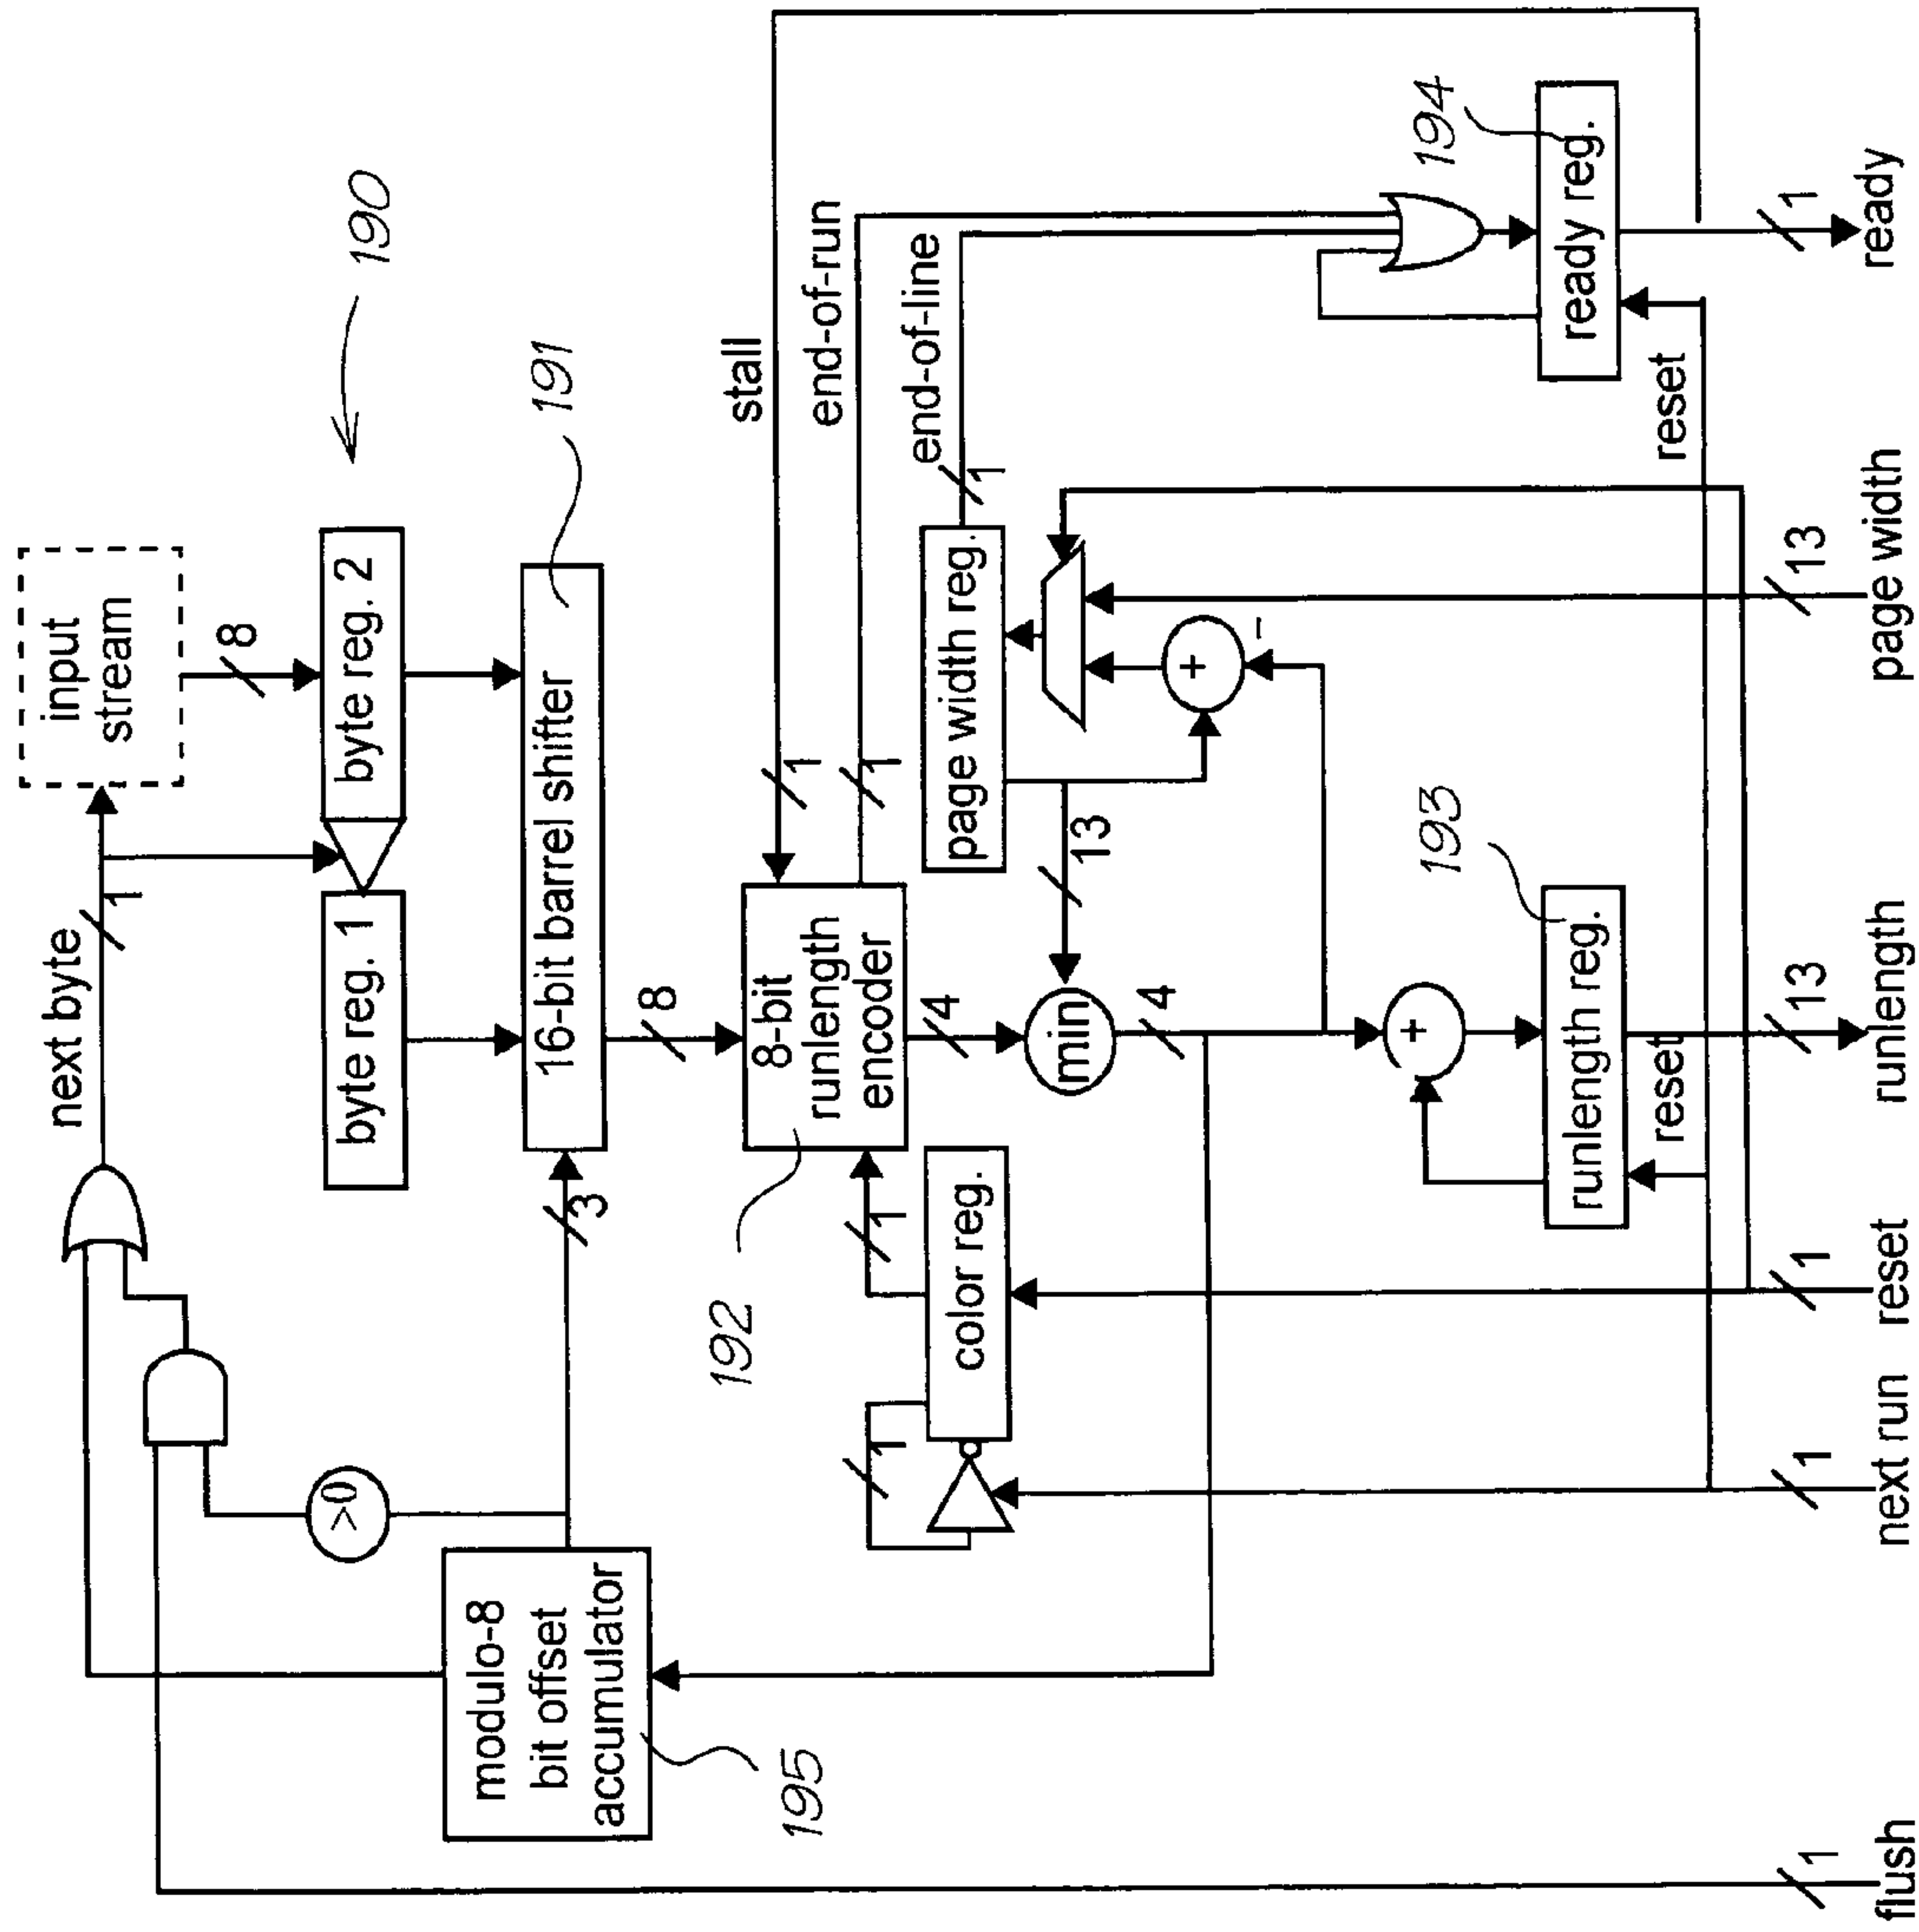 190
input
stream
next byte
1
8
byte reg. 1
byte reg. 2
16-bit barrel shifter
191
>0
3
8
modulo-8
bit offset
accumulator
195
8-bit
runlength
encoder
192
stall
1
end-of-run
1
end-of-line
1
1
1
color reg.
4
min
4
13
page width reg.
+
−
+
runlength reg.
193
reset
ready reg.
194
reset
1
flush
1
next run
1
reset
13
runlength
13
page width
1
ready